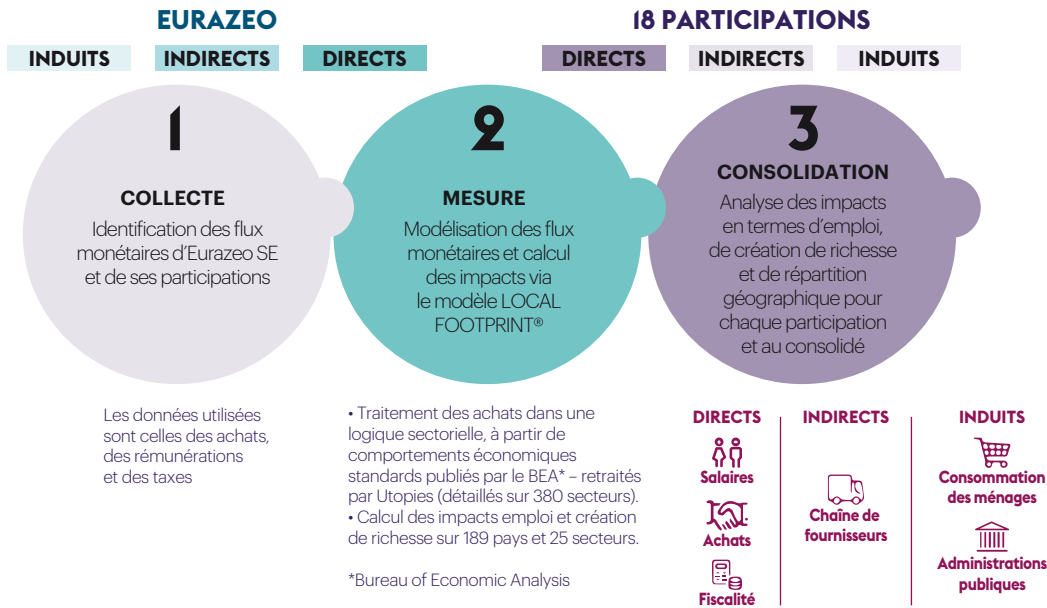 EURAZEO
18 PARTICIPATIONS
INDUITS
INDIRECTS
DIRECTS
DIRECTS
INDIRECTS
INDUITS
1
COLLECTE
Identification des flux
monétaires d'Eurazeo SE
et de ses participations
2
MESURE
Modélisation des flux
monétaires et calcul
des impacts via
le modèle LOCAL
FOOTPRINT®
3
CONSOLIDATION
Analyse des impacts
en termes d'emploi,
de création de richesse
et de répartition
géographique pour
chaque participation
et au consolidé
Les données utilisées
sont celles des achats,
des rémunérations
et des taxes
• Traitement des achats dans une
logique sectorielle, à partir de
comportements économiques
standards publiés par le BEA* – retraités
par Utopies (détaillés sur 380 secteurs).
• Calcul des impacts emploi et création
de richesse sur 189 pays et 25 secteurs.
*Bureau of Economic Analysis
DIRECTS
Salaires
Achats
Fiscalité
INDIRECTS
Chaîne de
fournisseurs
INDUITS
Consommation
des ménages
Administrations
publiques